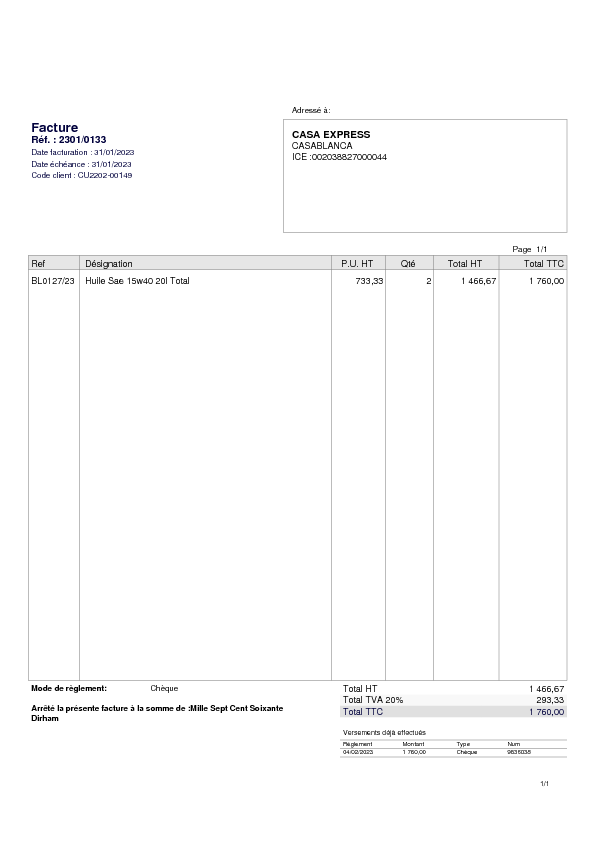 Adressé à:
Facture
Réf. : 2301/0133
Date facturation : 31/01/2023
Date échéance : 31/01/2023
Code client : CU2202-00149
CASA EXPRESS
CASABLANCA
ICE :002038827000044
Page 1/1
Ref Désignation P.U. HT Qté Total HT Total TTC
BL0127/23 Huile Sae 15w40 20l Total 733,33 2 1 466,67 1 760,00
Mode de règlement: Chèque
Arrêté la présente facture à la somme de :Mille Sept Cent Soixante
Dirham
Total HT 1 466,67
Total TVA 20% 293,33
Total TTC 1 760,00
Versements déjà effectués
Règlement Montant Type Num
04/02/2023 1 760,00 Chèque 9836038
1/1